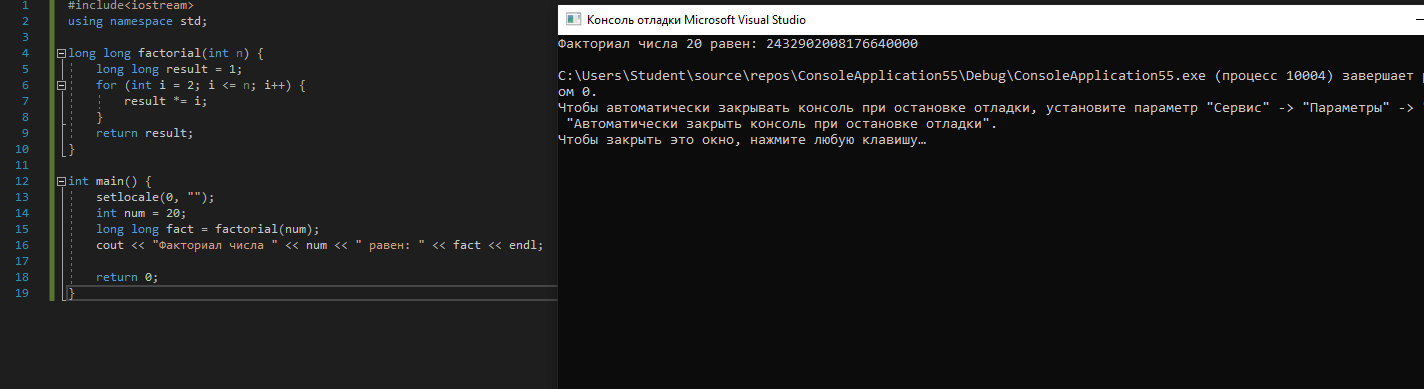 1 #include<iostream>
2 using namespace std;
3
4 long long factorial(int n) {
5 long long result = 1;
6 for (int i = 2; i <= n; i++) {
7 result *= i;
8 }
9 return result;
10 }
11
12 int main() {
13 setlocale(0, "");
14 int num = 20;
15 long long fact = factorial(num);
16 cout << "Факториал числа " << num << " равен: " << fact << endl;
17
18 return 0;
19 }
Консоль отладки Microsoft Visual Studio
Факториал числа 20 равен: 2432902008176640000
C:\Users\Student\source\repos\ConsoleApplication55\Debug\ConsoleApplication55.exe (процесс 10004) завершает
ом 0.
Чтобы автоматически закрывать консоль при остановке отладки, установите параметр "Сервис" -> "Параметры" ->
"Автоматически закрыть консоль при остановке отладки".
Чтобы закрыть это окно, нажмите любую клавишу…